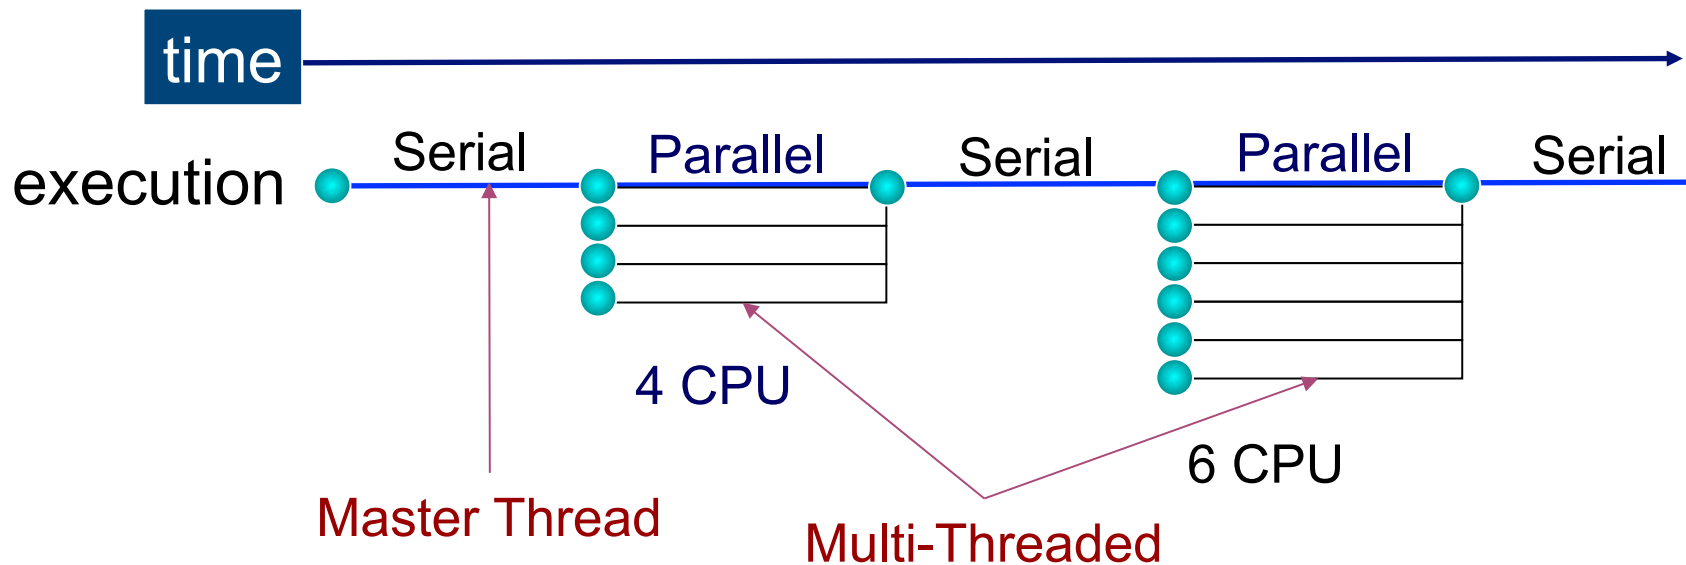 time
execution
Serial
Parallel
Serial
Parallel
Serial
4 CPU
6 CPU
Master Thread
Multi-Threaded